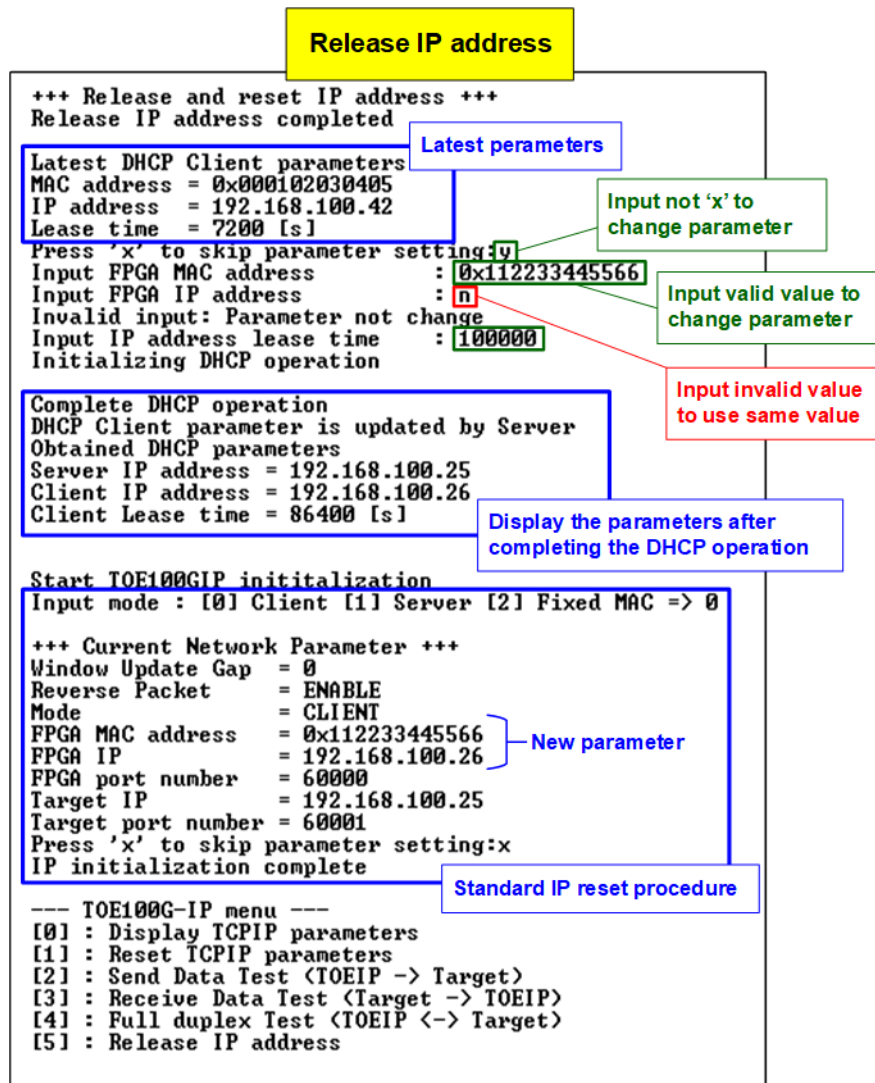 Release IP address
+++ Release and reset IP address +++
Release IP address completed
Latest perameters
Latest DHCP Client parameters
MAC address = 0x000102030405
IP address = 192.168.100.42
Lease time = 7200 [s]
Input not ‘x’ to
change parameter
Press 'x' to skip parameter setting:y
Input FPGA MAC address : 0x112233445566
Input FPGA IP address : n
Input valid value to
change parameter
Invalid input: Parameter not change
Input IP address lease time : 100000
Initializing DHCP operation
Input invalid value
to use same value
Complete DHCP operation
DHCP Client parameter is updated by Server
Obtained DHCP parameters
Server IP address = 192.168.100.25
Client IP address = 192.168.100.26
Client Lease time = 86400 [s]
Display the parameters after
completing the DHCP operation
Start TOE100GIP inititalization
Input mode : [0] Client [1] Server [2] Fixed MAC => 0
+++ Current Network Parameter +++
Window Update Gap = 0
Reverse Packet = ENABLE
Mode = CLIENT
FPGA MAC address = 0x112233445566
FPGA IP = 192.168.100.26
New parameter
FPGA port number = 60000
Target IP = 192.168.100.25
Target port number = 60001
Press 'x' to skip parameter setting:x
IP initialization complete
Standard IP reset procedure
--- TOE100G-IP menu ---
[0] : Display TCPIP parameters
[1] : Reset TCPIP parameters
[2] : Send Data Test (TOEIP -> Target)
[3] : Receive Data Test (Target -> TOEIP)
[4] : Full duplex Test (TOEIP <-> Target)
[5] : Release IP address